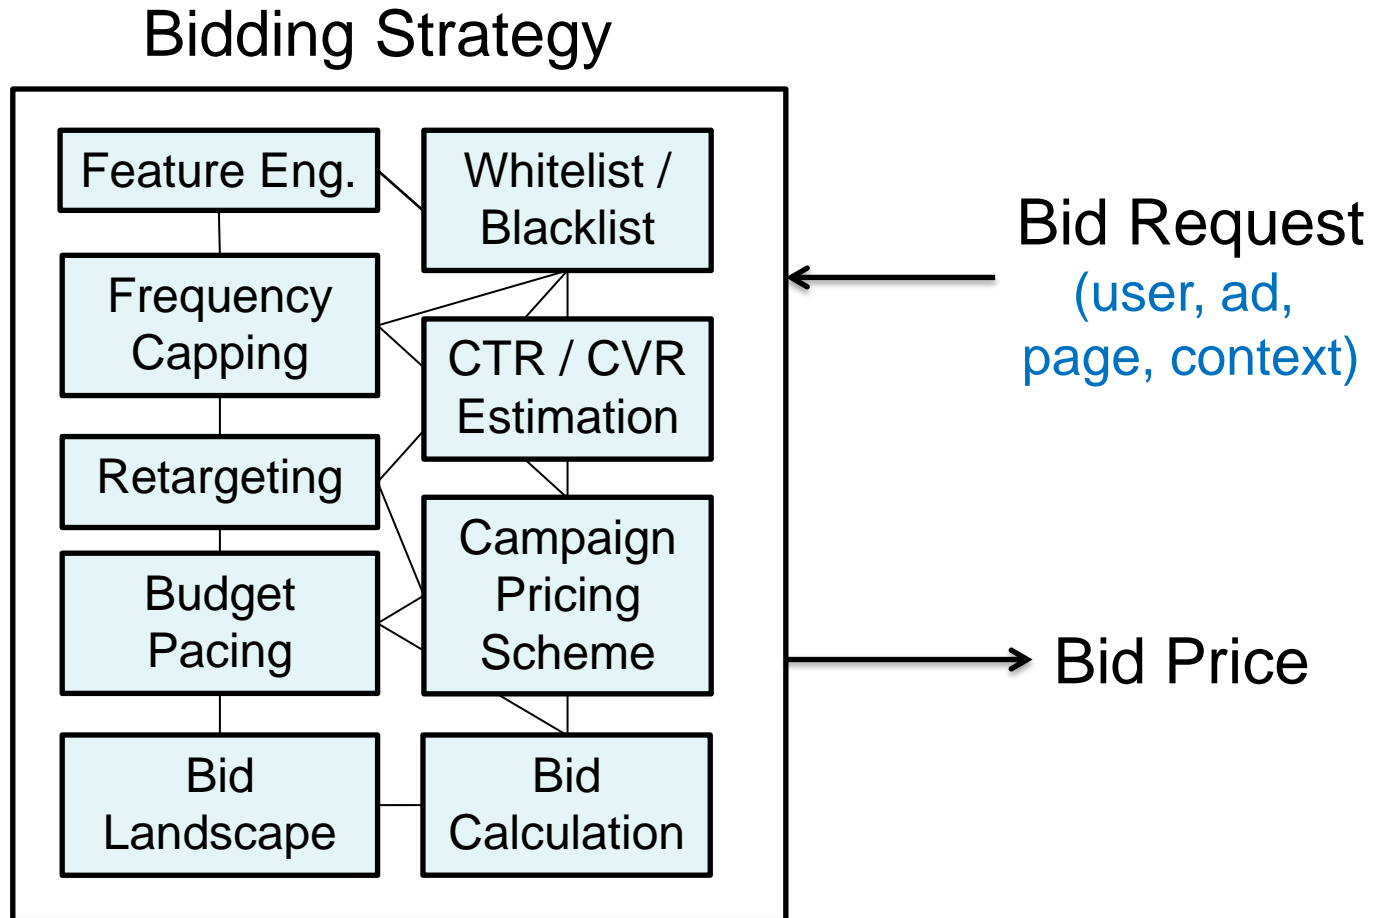 Bidding Strategy
Feature Eng.
Whitelist /
Blacklist
Frequency
Capping
CTR / CVR
Estimation
Retargeting
Campaign
Pricing
Scheme
Budget
Pacing
Bid
Landscape
Bid
Calculation
Bid Request
(user, ad,
page, context)
Bid Price